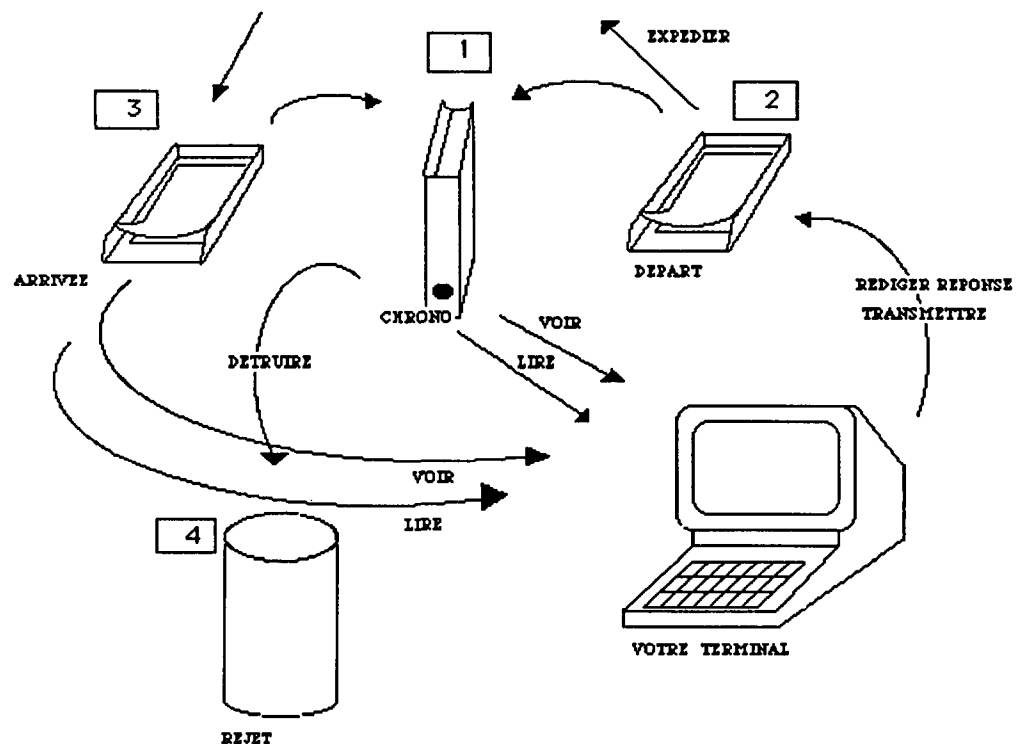 EXPEDIER
1
3
2
ARRIVEE
DEPART
REDIGER REPONSE
TRANSMETTRE
CHRONO
VOIR
LIRE
DETRUIRE
VOIR
LIRE
4
VOTRE TERMINAL
REJET